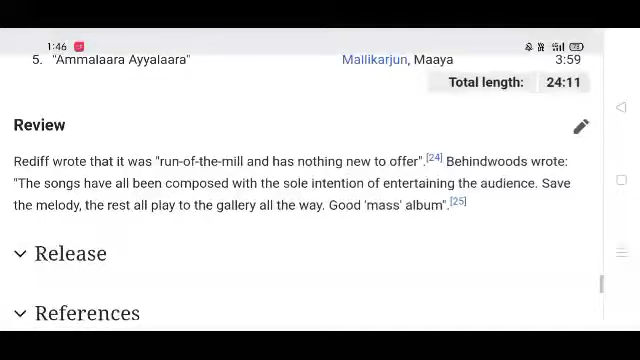 1:46
5. "Ammalaara Ayyalaara" Mallikarjun, Maaya 3:59
Total length: 24:11
Review
Rediff wrote that it was "run-of-the-mill and has nothing new to offer".[24] Behindwoods wrote:
"The songs have all been composed with the sole intention of entertaining the audience. Save
the melody, the rest all play to the gallery all the way. Good 'mass' album".[25]
Release
References